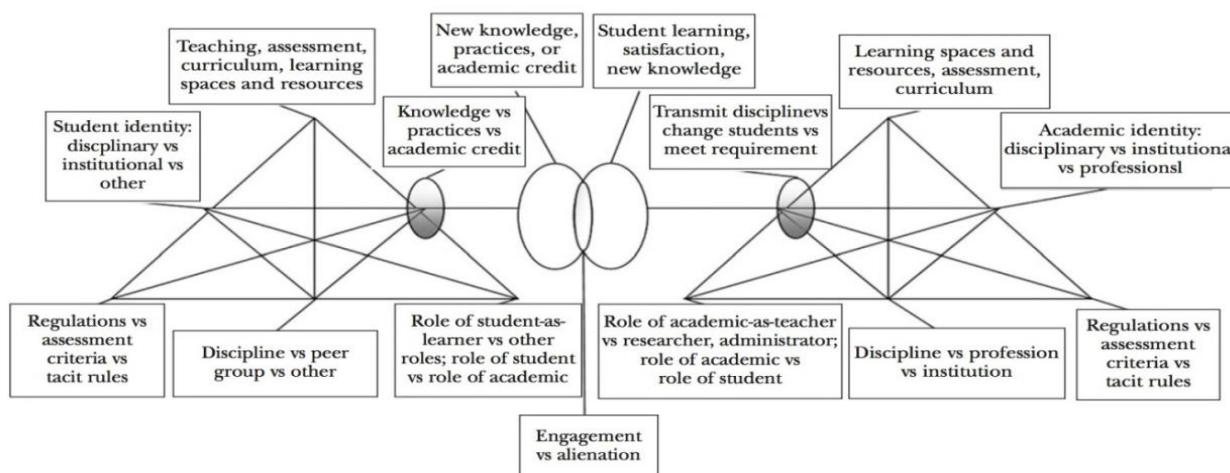 Teaching, assessment,
curriculum, learning
spaces and resources
New knowledge,
practices, or
academic credit
Student learning,
satisfaction,
new knowledge
Learning spaces and
resources, assessment,
curriculum
Student identity:
discplinary vs
institutional vs
other
Knowledge vs
practices vs
academic credit
Transmit disciplinevs
change students vs
meet requirement
Academic identity:
disciplinary vs institutiona
vs professionsl
Regulations vs
assessment
criteria vs
tacit rules
Discipline vs peer
group vs other
Role of student-as-
learner vs other
roles; role of student
vs role of academic
Role of academic-as-teacher
vs researcher, administrator;
role of academic vs
role of student
Discipline vs profession
vs institution
Regulations vs
assessment
criteria vs
tacit rules
Engagement
vs alienation